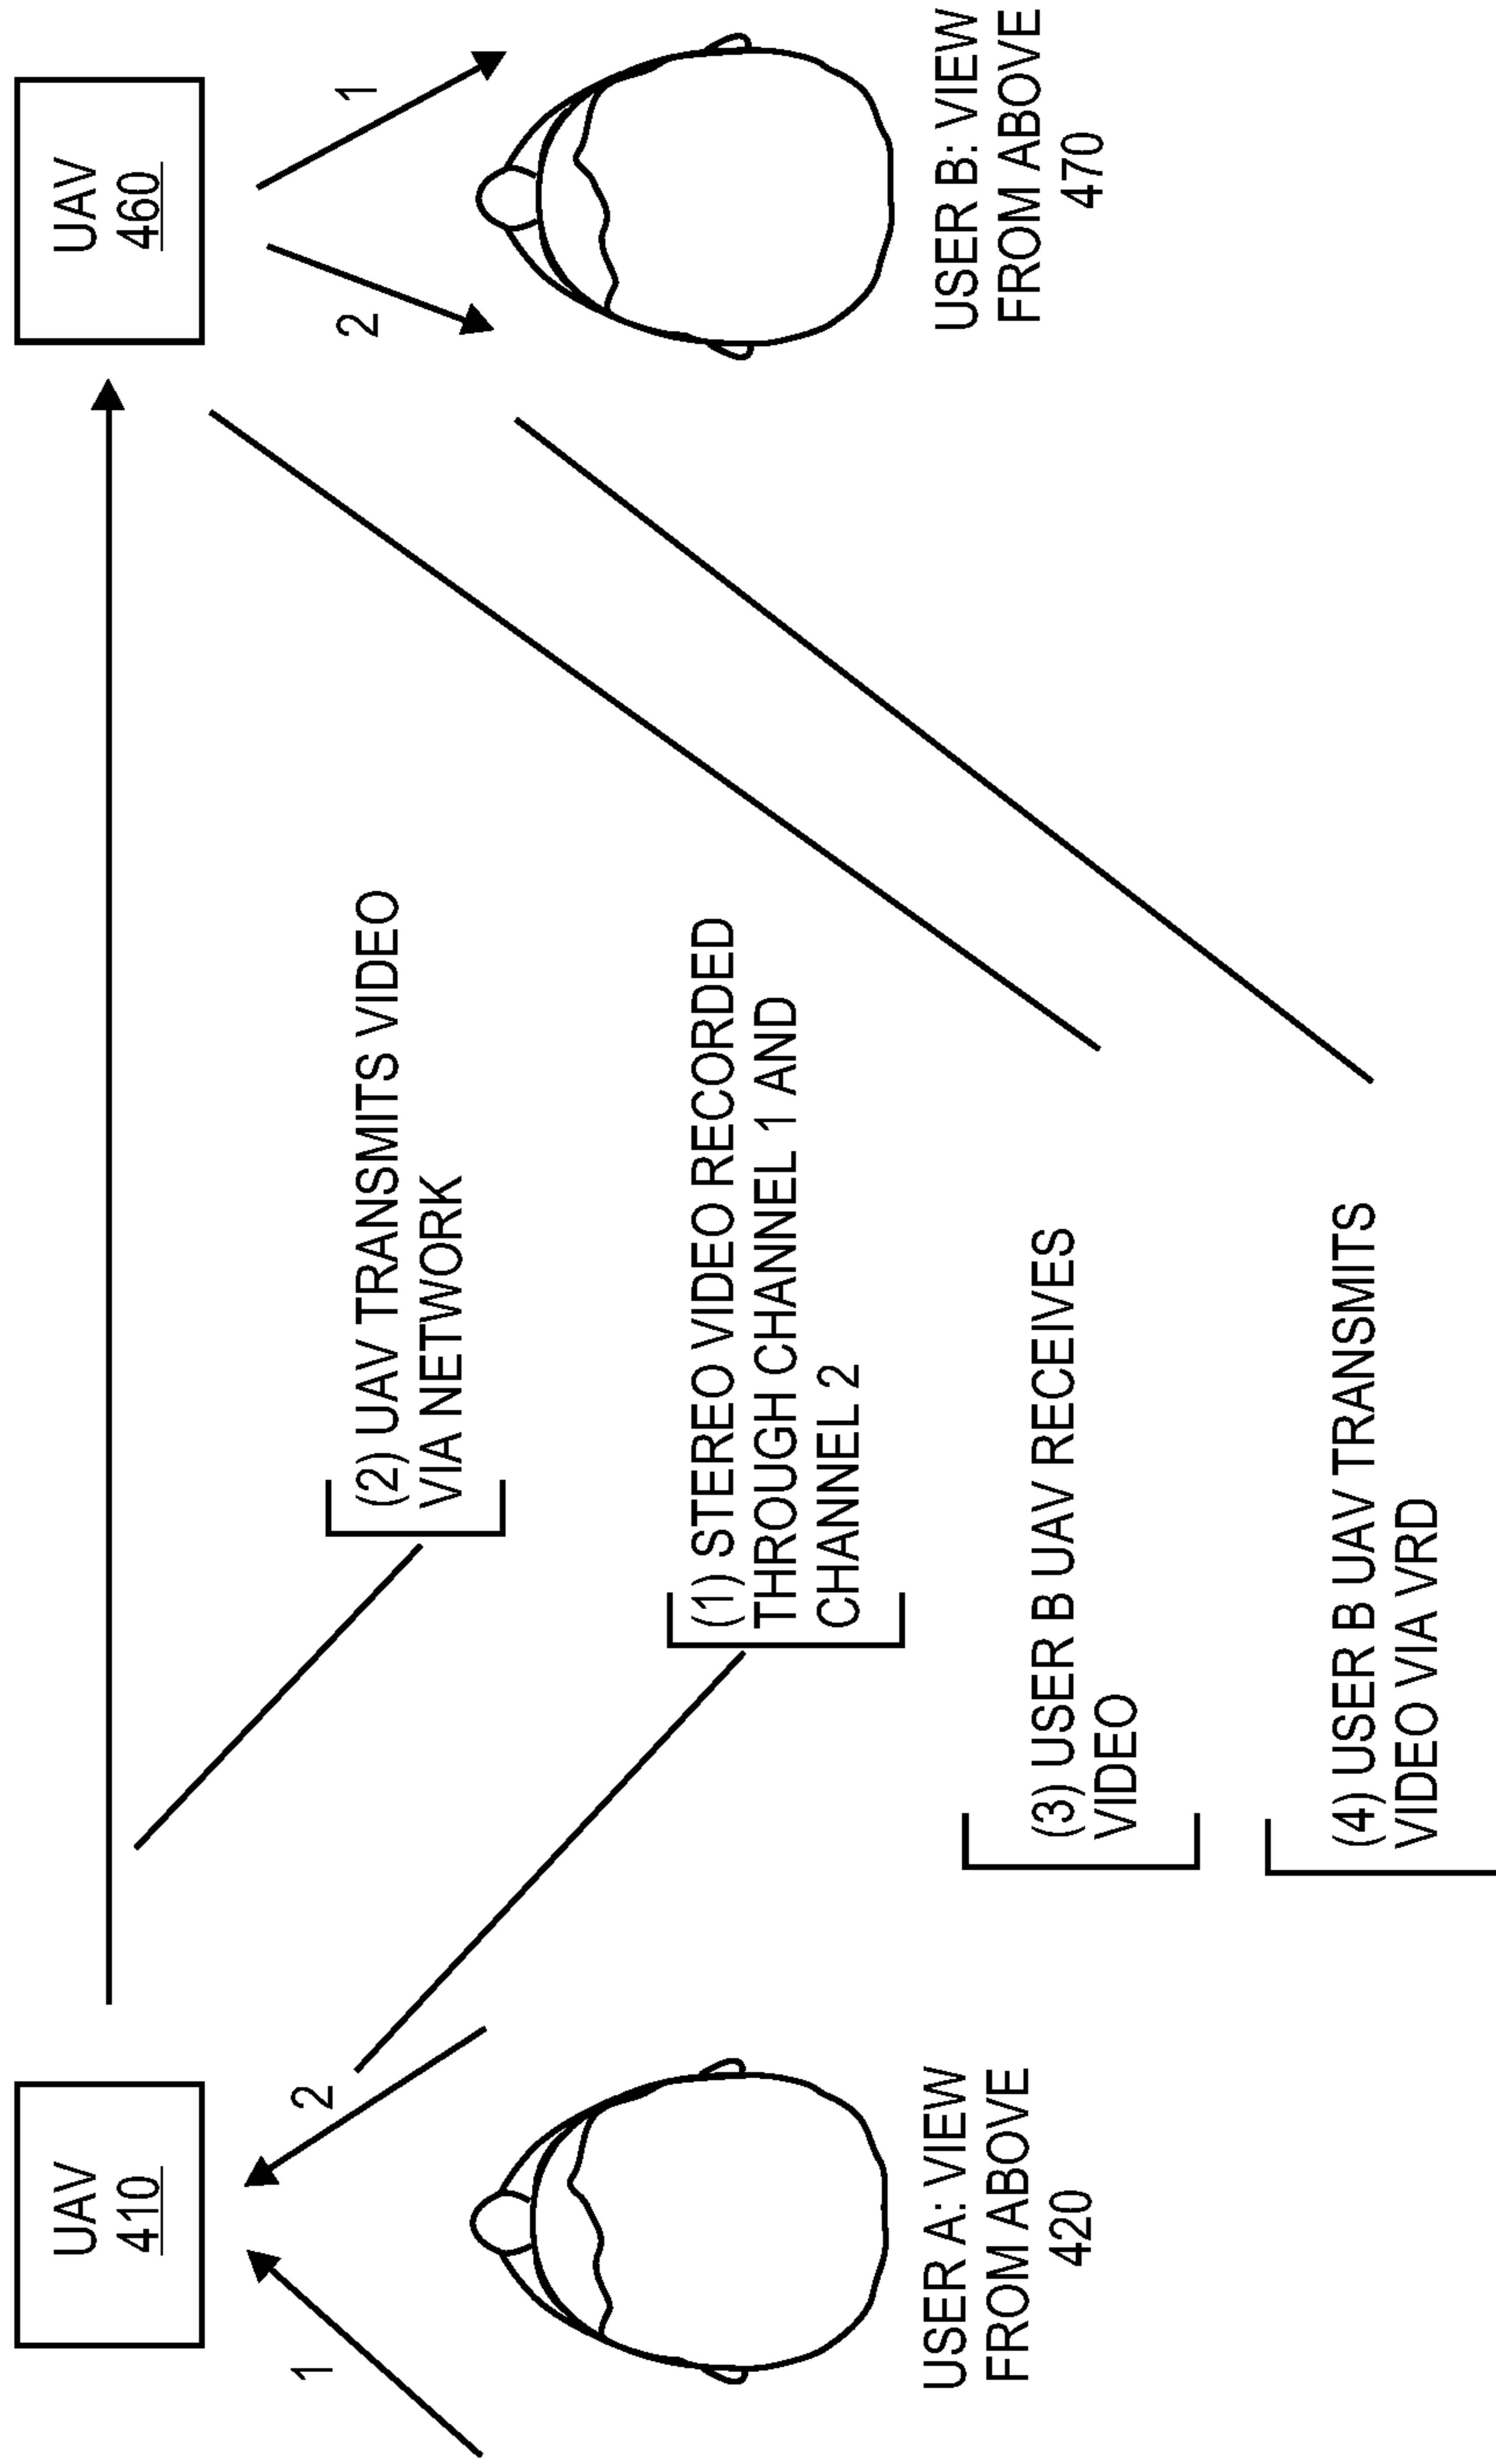 UAV
410
UAV
460
1
2
2
1
(2) UAV TRANSMITS VIDEO
VIA NETWORK
(1) STEREO VIDEO RECORDED
THROUGH CHANNEL 1 AND
CHANNEL 2
USER A: VIEW
FROM ABOVE
420
USER B: VIEW
FROM ABOVE
470
(3) USER B UAV RECEIVES
VIDEO
(4) USER B UAV TRANSMITS
VIDEO VIA VRD